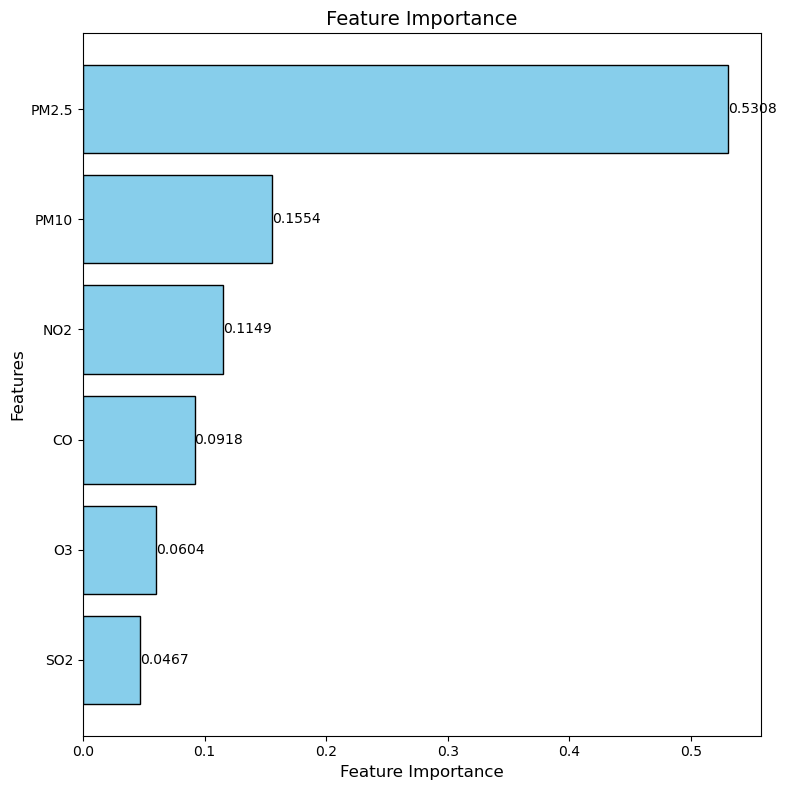 Feature Importance
PM2.5
0.5308
PM10
0.1554
NO2
0.1149
CO
0.0918
O3
0.0604
SO2
0.0467
Features
0.0 0.1 0.2 0.3 0.4 0.5
Feature Importance